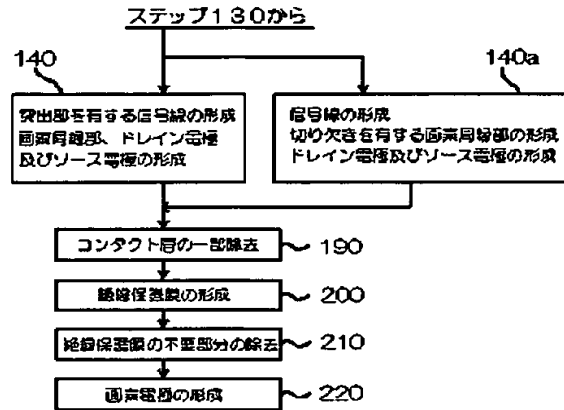 ステップ130から
140
140a
突出部を有する信号線の形成
画素周縁部、ドレイン電極
及びソース電極の形成
信号線の形成
切り欠きを有する画素周縁部の形成
ドレイン電極及びソース電極の形成
コンタクト層の一部除去
190
絶縁保護膜の形成
200
絶縁保護膜の不要部分の除去
210
画素電極の形成
220